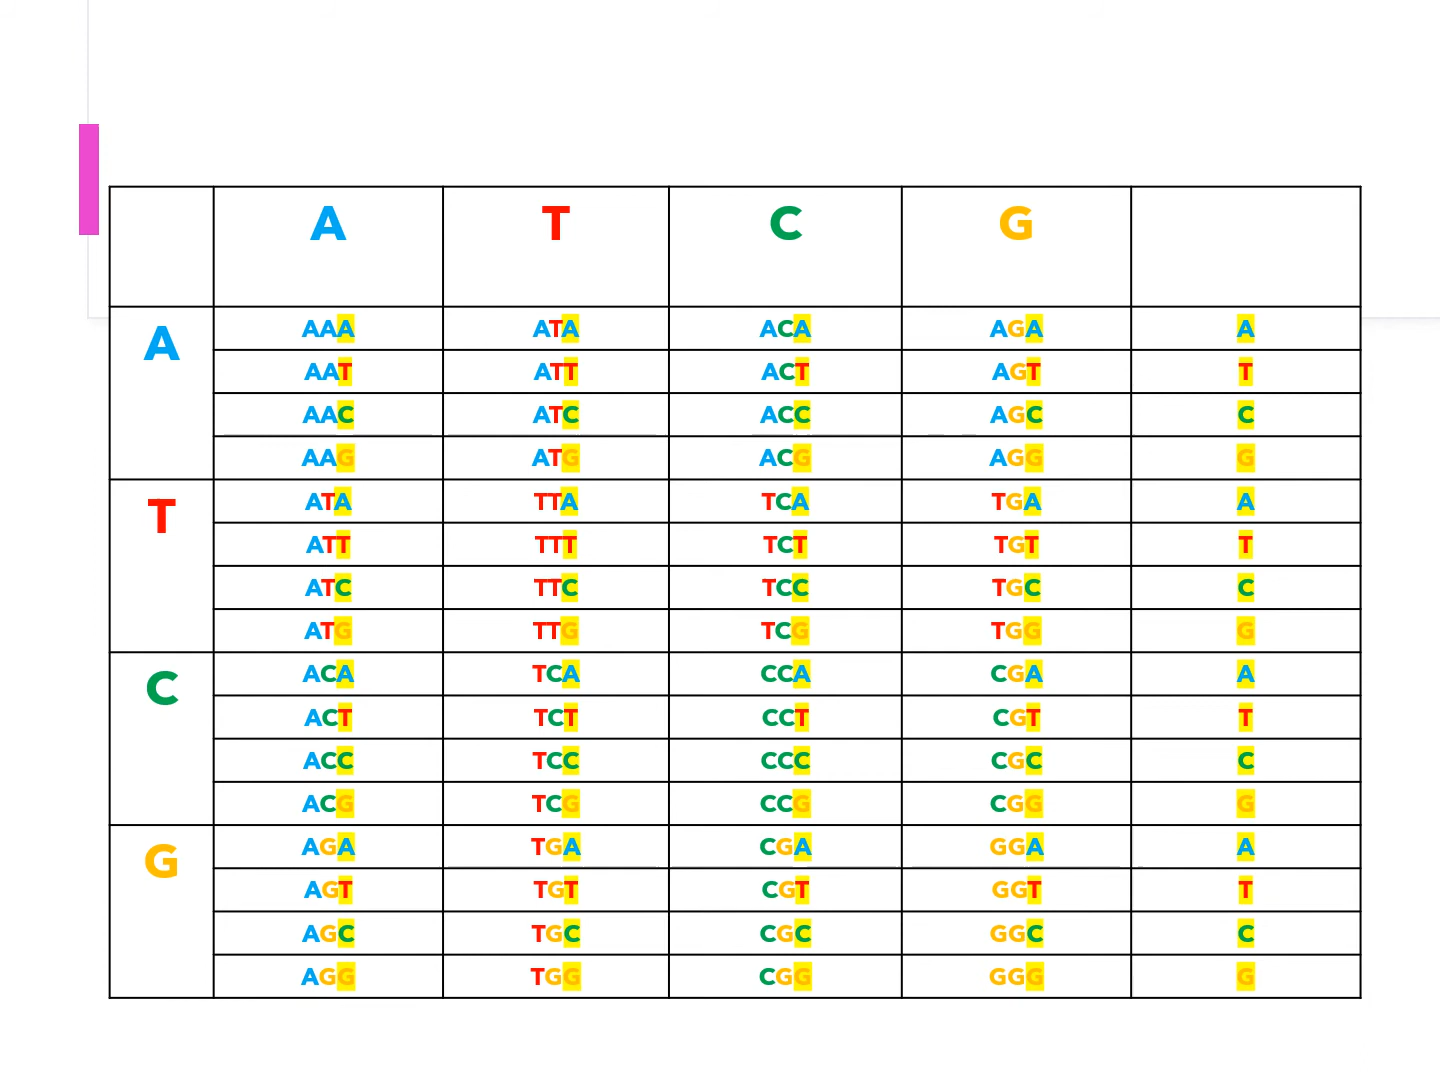 A T C G
A AAA ATA ACA AGA A
AAT ATT ACT AGT T
AAC ATC ACC AGC C
AAG ATG ACG AGG G
T ATA TTA TCA TGA A
ATT TTT TCT TGT T
ATC TTC TCC TGC C
ATG TTG TCG TGG G
C ACA TCA CCA CGA A
ACT TCT CCT CGT T
ACC TCC CCC CGC C
ACG TCG CCG CGG G
G AGA TGA CGA GGA A
AGT TGT CGT GGT T
AGC TGC CGC GGC C
AGG TGG CGG GGG G